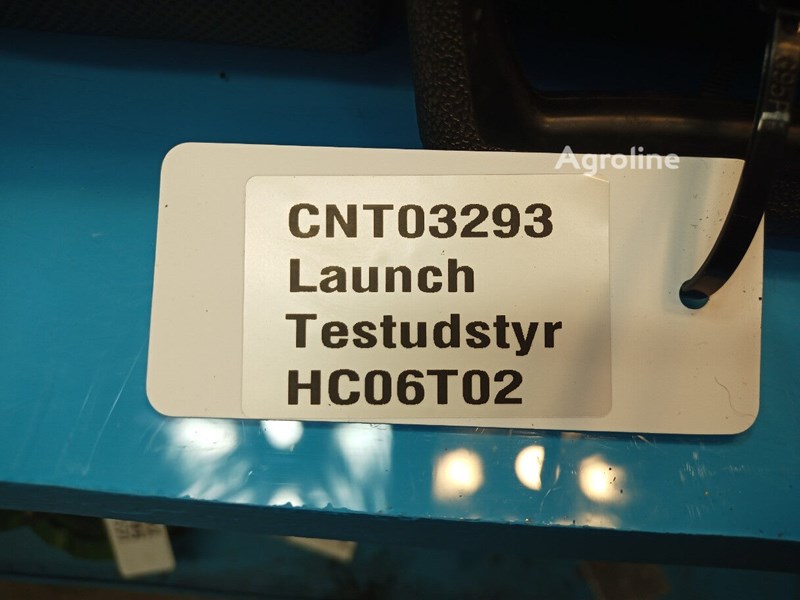 Agroline
CNT03293
Launch
Testudstyr
HC06T02